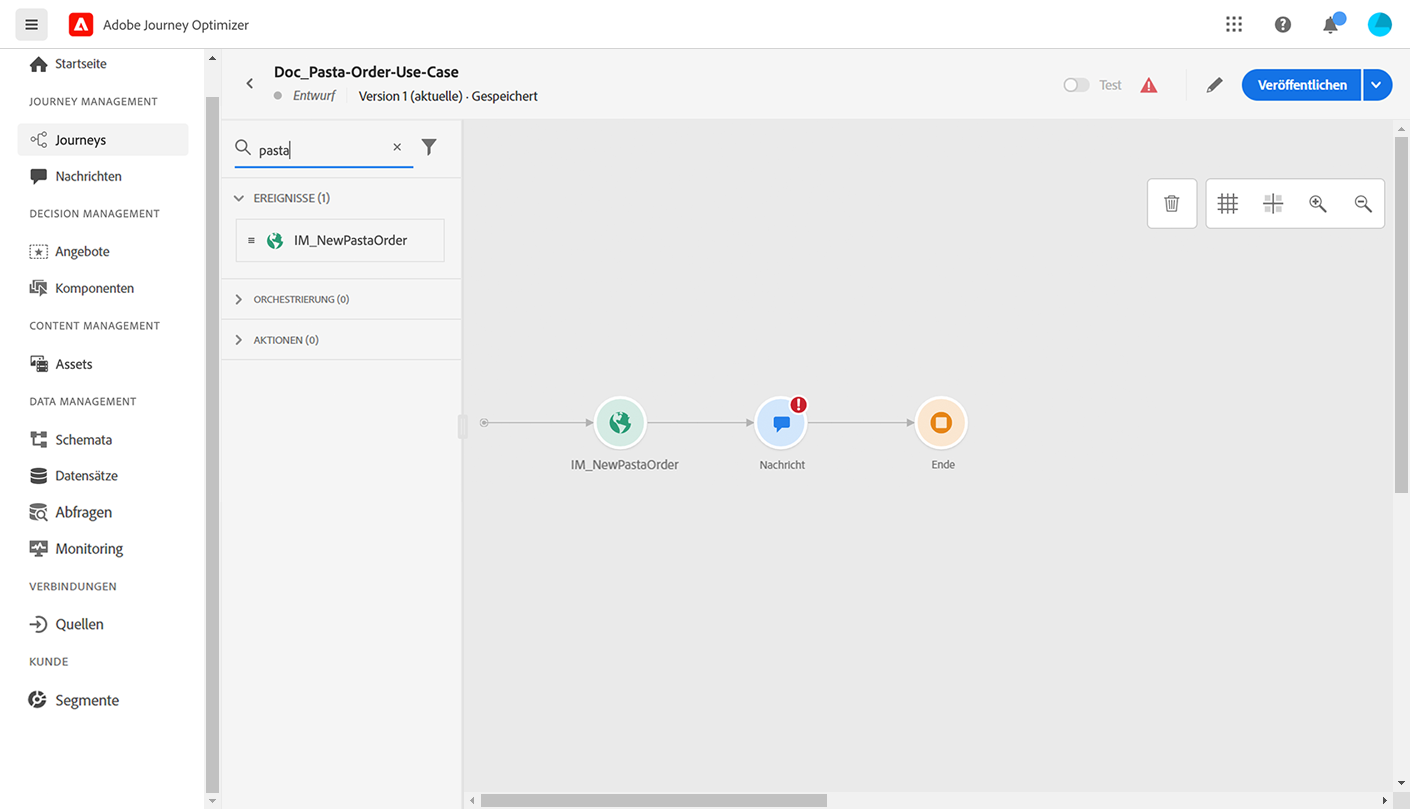 Adobe Journey Optimizer
Startseite
JOURNEY MANAGEMENT
Journeys
Nachrichten
DECISION MANAGEMENT
Angebote
Komponenten
CONTENT MANAGEMENT
Assets
DATA MANAGEMENT
Schemata
Datensätze
Abfragen
Monitoring
VERBINDUNGEN
Quellen
KUNDE
Segmente
Doc_Pasta-Order-Use-Case
Entwurf Version 1 (aktuelle) · Gespeichert
Test
Veröffentlichen
pasta
EREIGNISSE (1)
IM_NewPastaOrder
ORCHESTRIERUNG (0)
AKTIONEN (0)
IM_NewPastaOrder
Nachricht
Ende